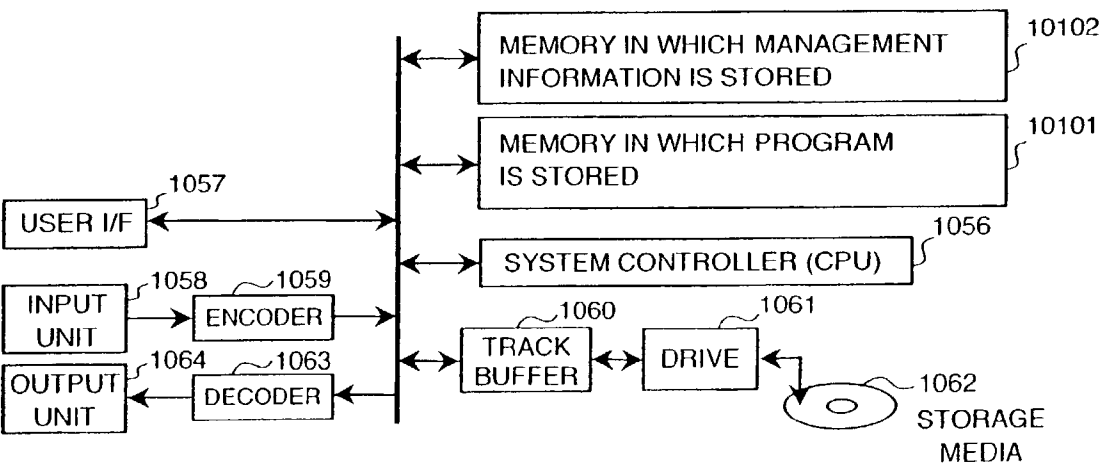 MEMORY IN WHICH MANAGEMENT
INFORMATION IS STORED
10102
MEMORY IN WHICH PROGRAM
IS STORED
10101
USER I/F
1057
SYSTEM CONTROLLER (CPU)
1056
INPUT
UNIT
1058
ENCODER
1059
TRACK
BUFFER
1060
DRIVE
1061
OUTPUT
UNIT
1064
DECODER
1063
1062
STORAGE
MEDIA